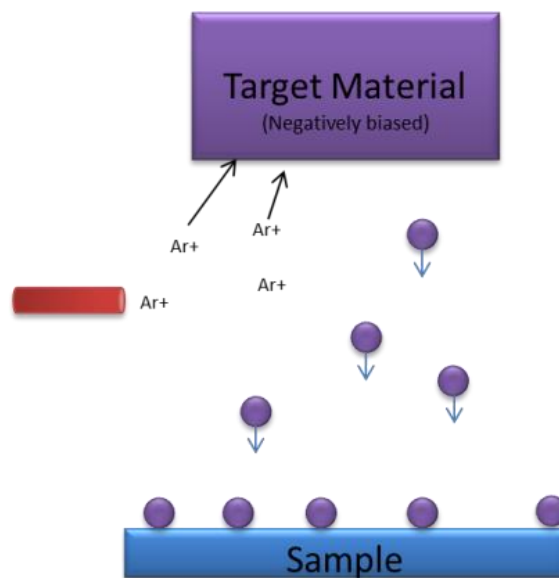 Target Material
(Negatively biased)
Ar+
Ar+
Ar+
Ar+
Sample